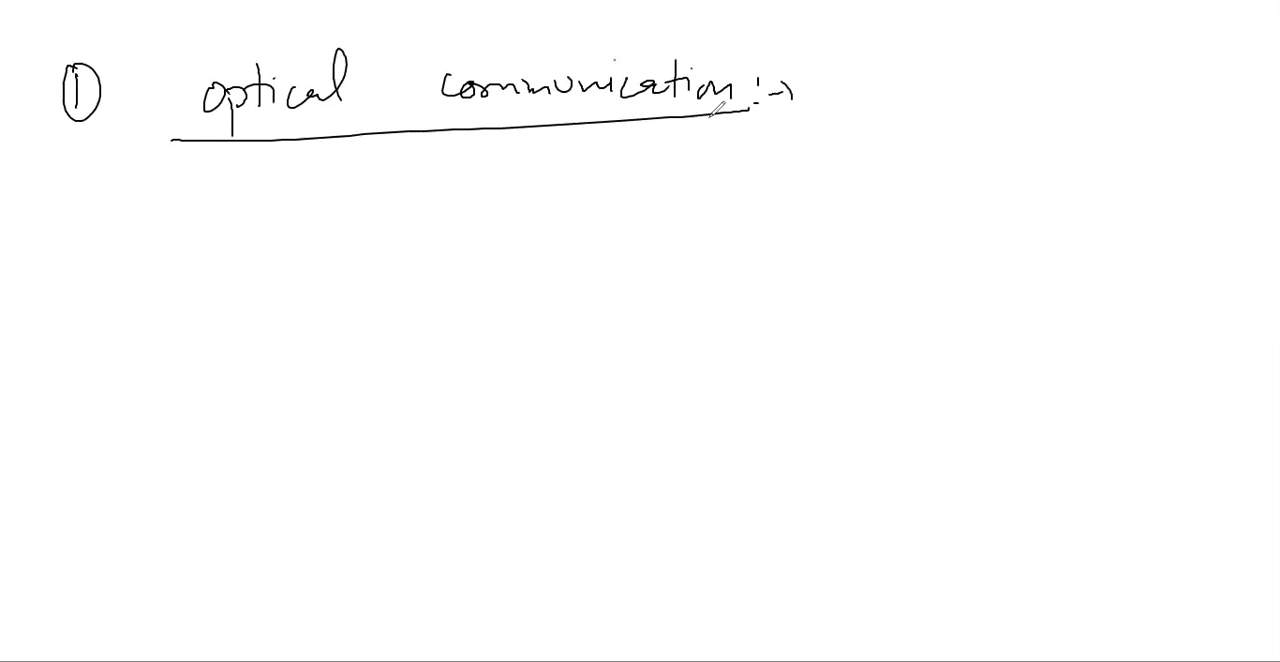 ① optical communication :→